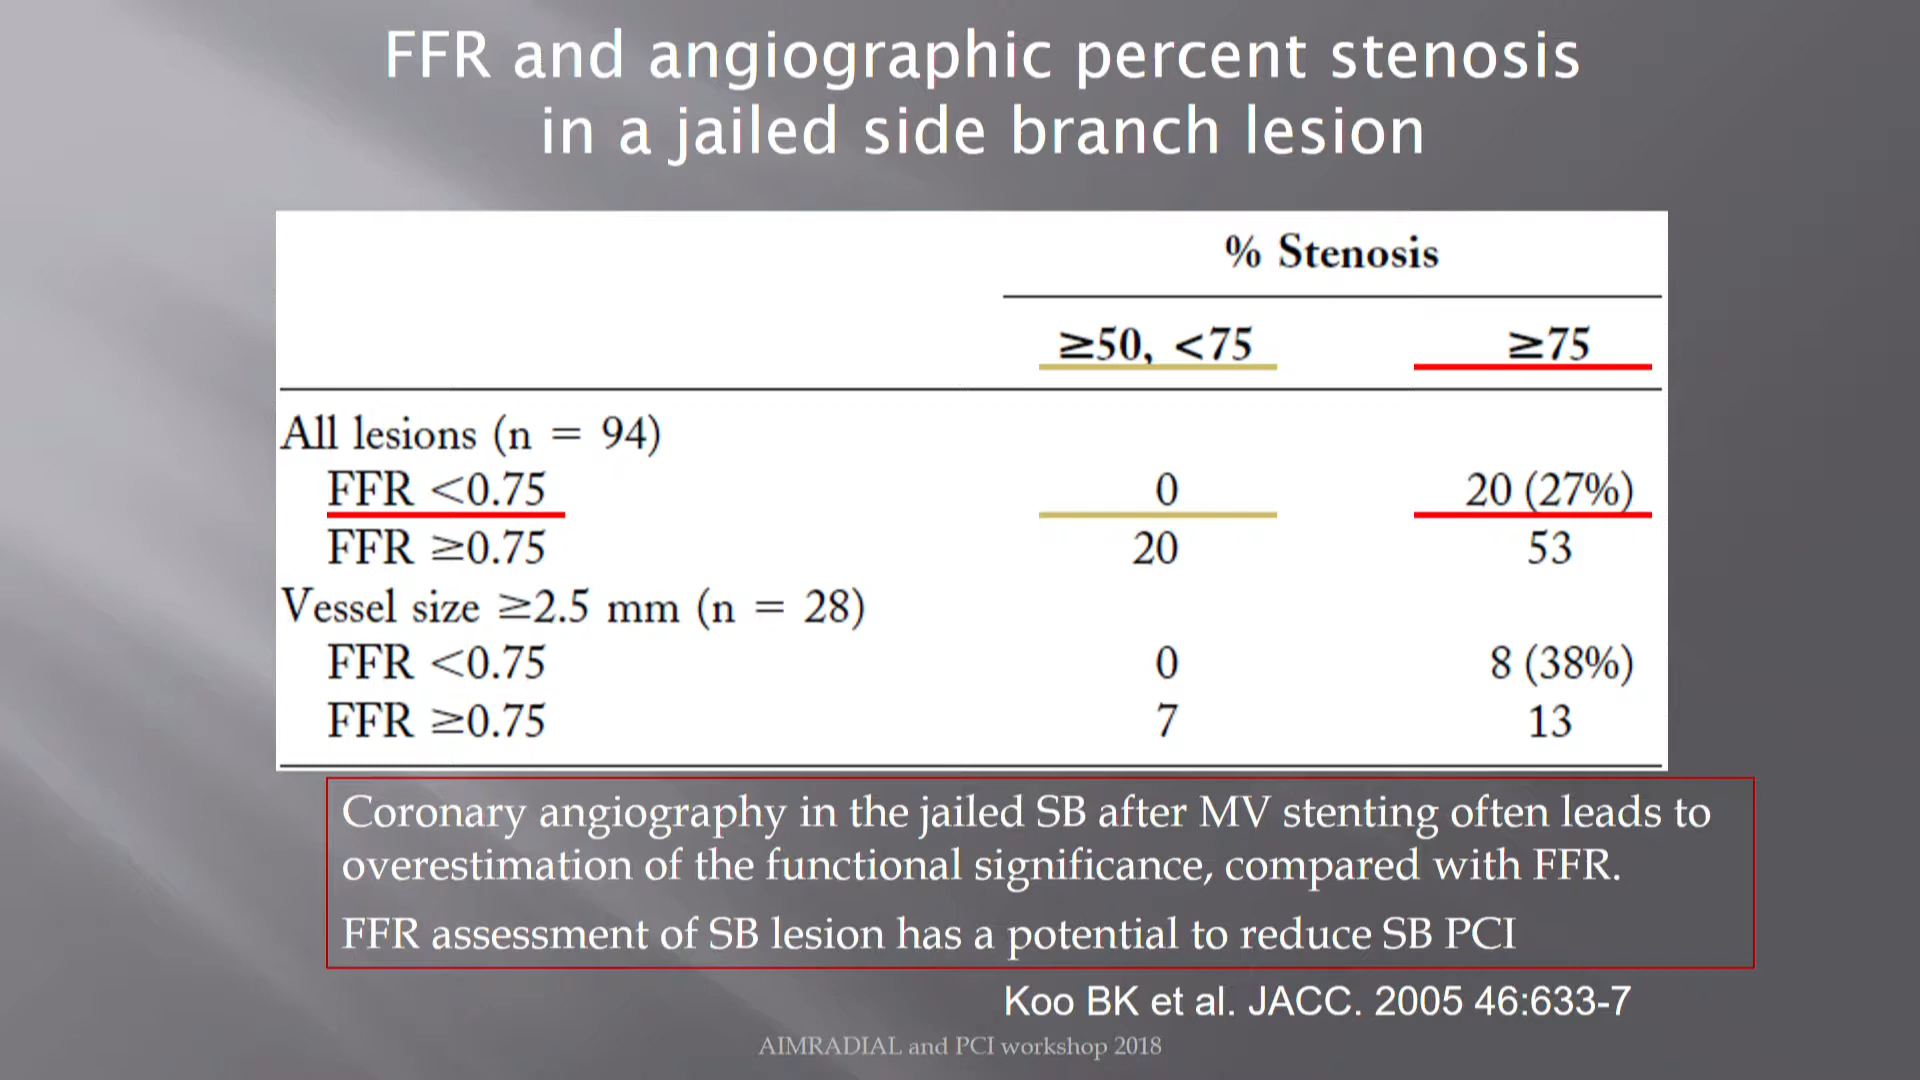 FFR and angiographic percent stenosis
in a jailed side branch lesion
% Stenosis
≥50, <75 ≥75
All lesions (n = 94)
FFR <0.75 0 20 (27%)
FFR ≥0.75 20 53
Vessel size ≥2.5 mm (n = 28)
FFR <0.75 0 8 (38%)
FFR ≥0.75 7 13
Coronary angiography in the jailed SB after MV stenting often leads to
overestimation of the functional significance, compared with FFR.
FFR assessment of SB lesion has a potential to reduce SB PCI
Koo BK et al. JACC. 2005 46:633-7
AIMRADIAL and PCI workshop 2018